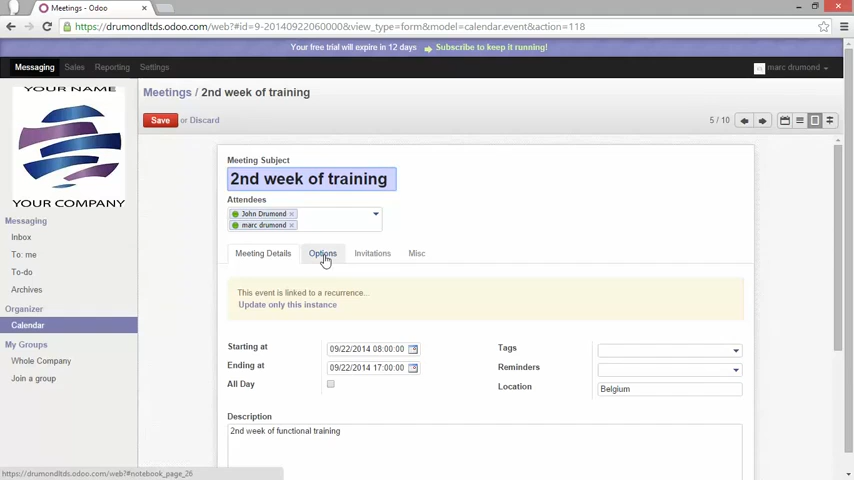 Meetings - Odoo
https://drumondltds.odoo.com/web?#id=9-20140922060000&view_type=form&model=calendar.event&action=118
Your free trial will expire in 12 days Subscribe to keep it running!
Messaging Sales Reporting Settings marc drumond
YOUR NAME
YOUR COMPANY
Meetings / 2nd week of training
Save or Discard 5 / 10
Messaging
Inbox
To: me
To-do
Archives
Organizer
Calendar
My Groups
Whole Company
Join a group
Meeting Subject
2nd week of training
Attendees
John Drumond ×
marc drumond ×
Meeting Details Options Invitations Misc
This event is linked to a recurrence...
Update only this instance
Starting at 09/22/2014 08:00:00 Tags
Ending at 09/22/2014 17:00:00 Reminders
All Day Location Belgium
Description
2nd week of functional training
https://drumondltds.odoo.com/web?#notebook_page_26